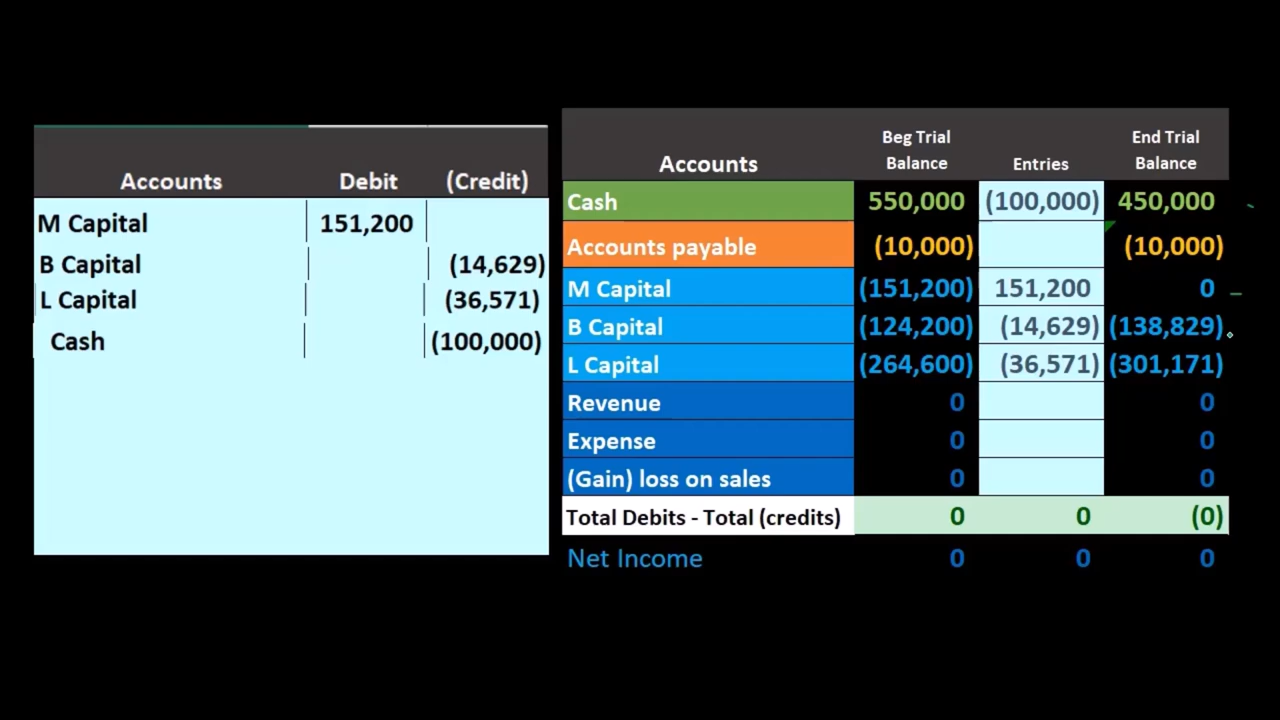 Accounts Debit (Credit)
M Capital 151,200
B Capital (14,629)
L Capital (36,571)
Cash (100,000)
Accounts Beg Trial Balance Entries End Trial Balance
Cash 550,000 (100,000) 450,000
Accounts payable (10,000) (10,000)
M Capital (151,200) 151,200 0
B Capital (124,200) (14,629) (138,829)
L Capital (264,600) (36,571) (301,171)
Revenue 0 0
Expense 0 0
(Gain) loss on sales 0 0
Total Debits - Total (credits) 0 0 (0)
Net Income 0 0 0